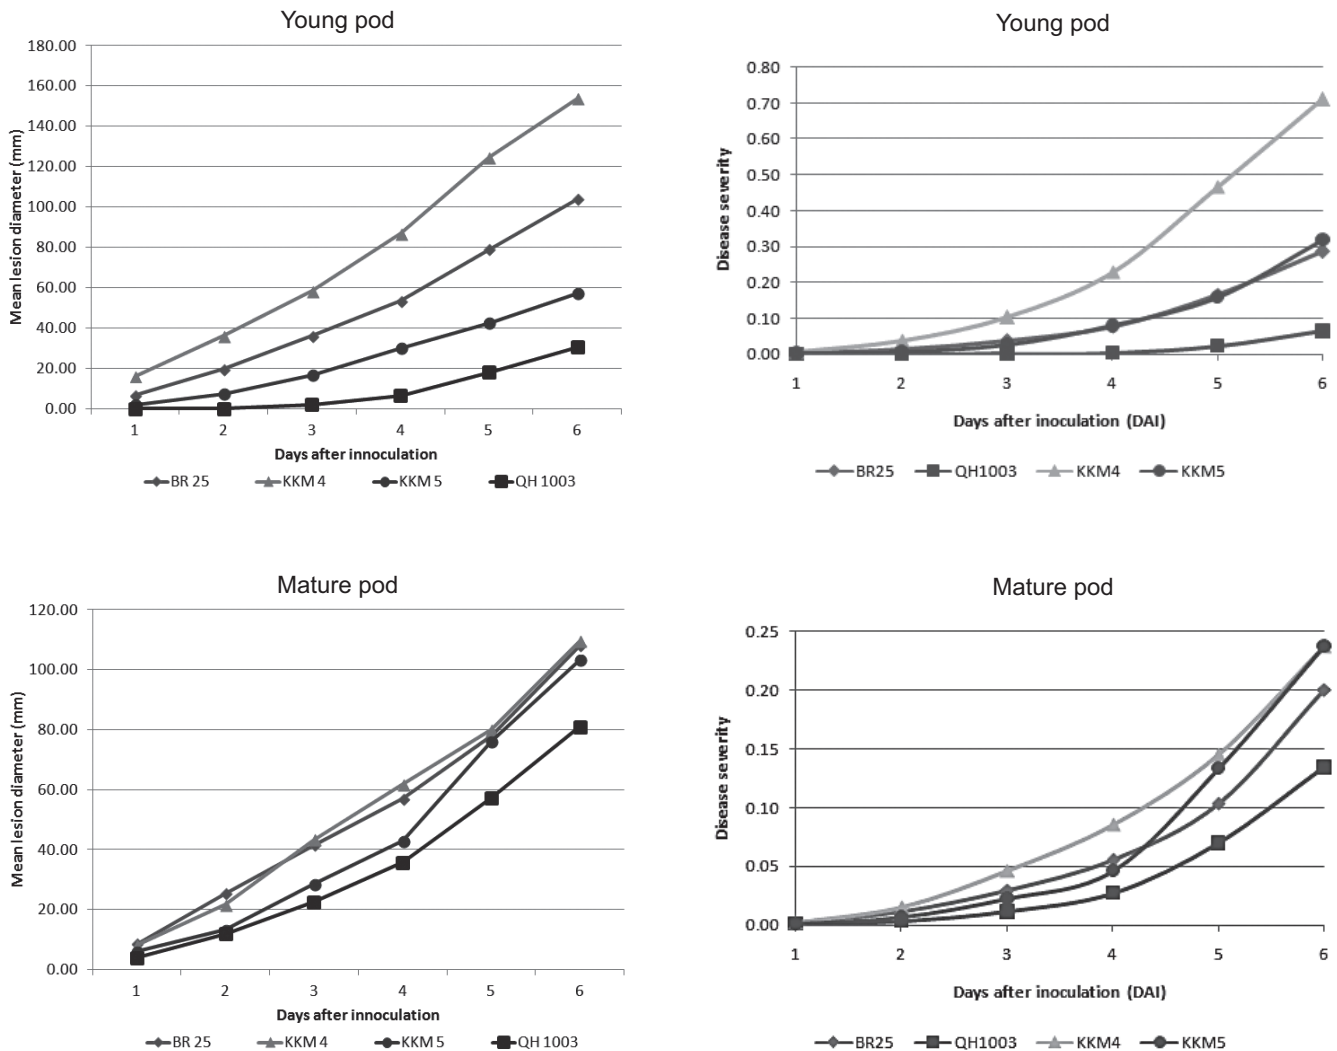 Young pod
180.00
160.00
140.00
120.00
100.00
80.00
60.00
40.00
20.00
0.00
Mean lesion diameter (mm)
1 2 3 4 5 6
Days after innoculation
BR 25 KKM 4 KKM 5 QH 1003
Young pod
0.80
0.70
0.60
0.50
0.40
0.30
0.20
0.10
0.00
Disease severity
1 2 3 4 5 6
Days after inoculation (DAI)
BR25 QH1003 KKM4 KKM5
Mature pod
120.00
100.00
80.00
60.00
40.00
20.00
0.00
Mean lesion diameter (mm)
1 2 3 4 5 6
Days after innoculation
BR 25 KKM 4 KKM 5 QH 1003
Mature pod
0.25
0.20
0.15
0.10
0.05
0.00
Disease severity
1 2 3 4 5 6
Days after inoculation (DAI)
BR25 QH1003 KKM4 KKM5